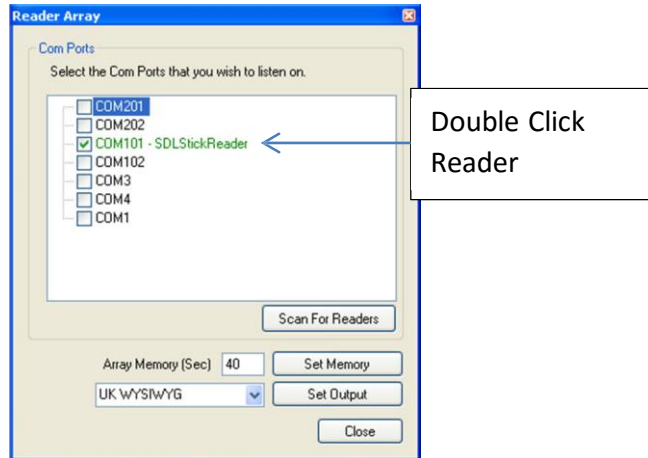 Reader Array
Com Ports
Select the Com Ports that you wish to listen on.
COM201
COM202
COM101 - SDLStickReader
COM102
COM3
COM4
COM1
Double Click
Reader
Scan For Readers
Array Memory (Sec) 40 Set Memory
UK WYSIWYG Set Output
Close